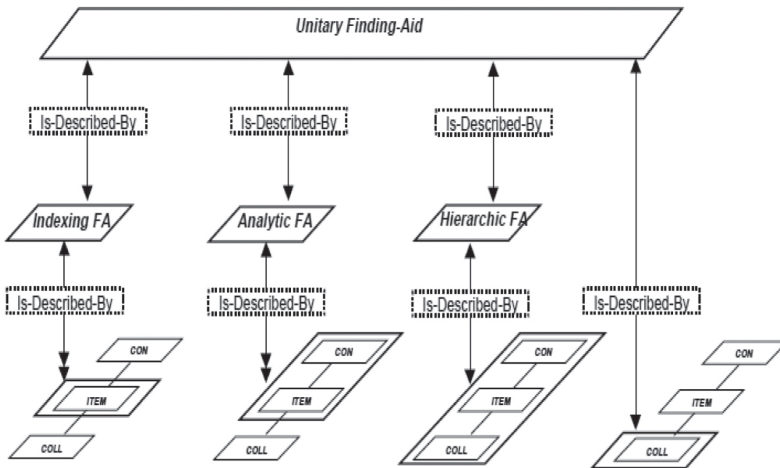 Unitary Finding-Aid
Is-Described-By
Is-Described-By
Is-Described-By
Indexing FA
Analytic FA
Hierarchic FA
Is-Described-By
Is-Described-By
Is-Described-By
Is-Described-By
CON
CON
CON
CON
ITEM
ITEM
ITEM
ITEM
COLL
COLL
COLL
COLL